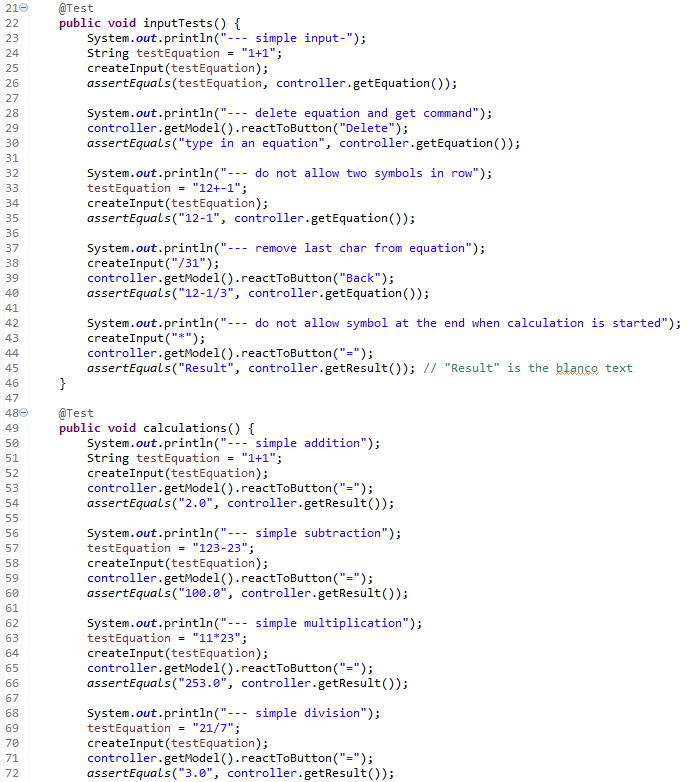 21 @Test
22 public void inputTests() {
23 System.out.println("--- simple input-");
24 String testEquation = "1+1";
25 createInput(testEquation);
26 assertEquals(testEquation, controller.getEquation());
27
28 System.out.println("--- delete equation and get command");
29 controller.getModel().reactToButton("Delete");
30 assertEquals("type in an equation", controller.getEquation());
31
32 System.out.println("--- do not allow two symbols in row");
33 testEquation = "12+-1";
34 createInput(testEquation);
35 assertEquals("12-1", controller.getEquation());
36
37 System.out.println("--- remove last char from equation");
38 createInput("/31");
39 controller.getModel().reactToButton("Back");
40 assertEquals("12-1/3", controller.getEquation());
41
42 System.out.println("--- do not allow symbol at the end when calculation is started");
43 createInput("*");
44 controller.getModel().reactToButton("=");
45 assertEquals("Result", controller.getResult()); // "Result" is the blanco text
46 }
47
48 @Test
49 public void calculations() {
50 System.out.println("--- simple addition");
51 String testEquation = "1+1";
52 createInput(testEquation);
53 controller.getModel().reactToButton("=");
54 assertEquals("2.0", controller.getResult());
55
56 System.out.println("--- simple subtraction");
57 testEquation = "123-23";
58 createInput(testEquation);
59 controller.getModel().reactToButton("=");
60 assertEquals("100.0", controller.getResult());
61
62 System.out.println("--- simple multiplication");
63 testEquation = "11*23";
64 createInput(testEquation);
65 controller.getModel().reactToButton("=");
66 assertEquals("253.0", controller.getResult());
67
68 System.out.println("--- simple division");
69 testEquation = "21/7";
70 createInput(testEquation);
71 controller.getModel().reactToButton("=");
72 assertEquals("3.0", controller.getResult());